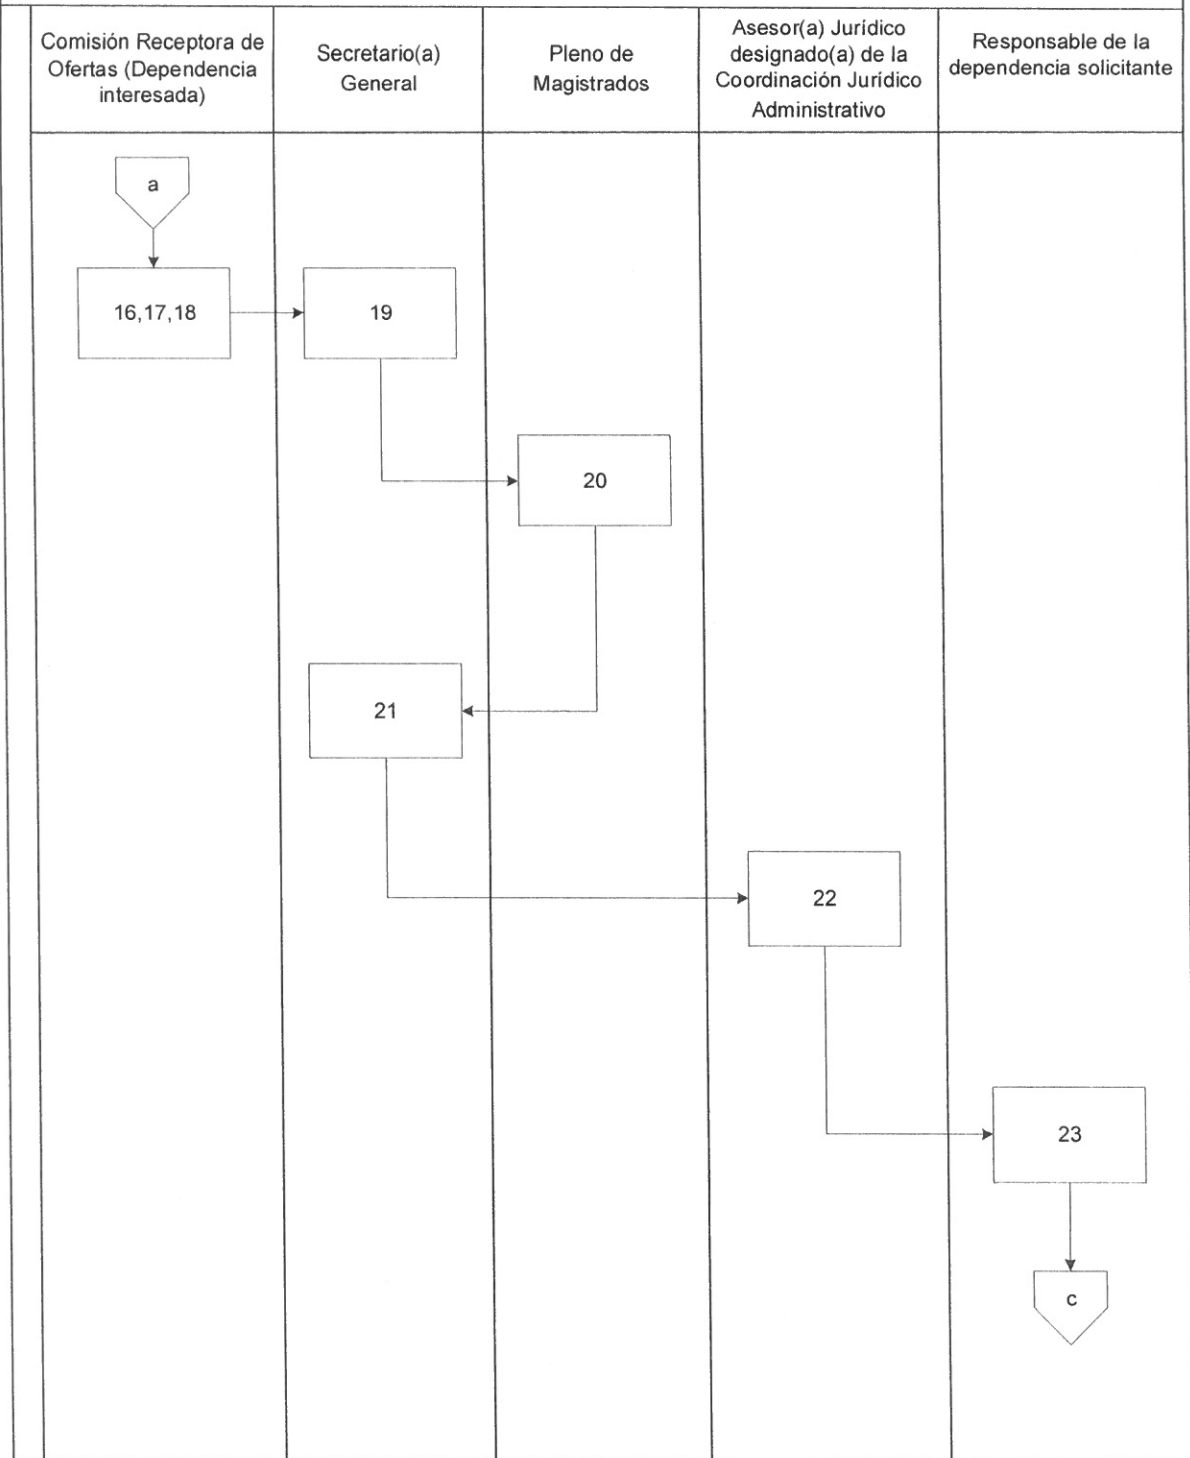 Comisión Receptora de
Ofertas (Dependencia
interesada)
Secretario(a)
General
Pleno de
Magistrados
Asesor(a) Jurídico
designado(a) de la
Coordinación Jurídico
Administrativo
Responsable de la
dependencia solicitante
a
16,17,18
19
20
21
22
23
c